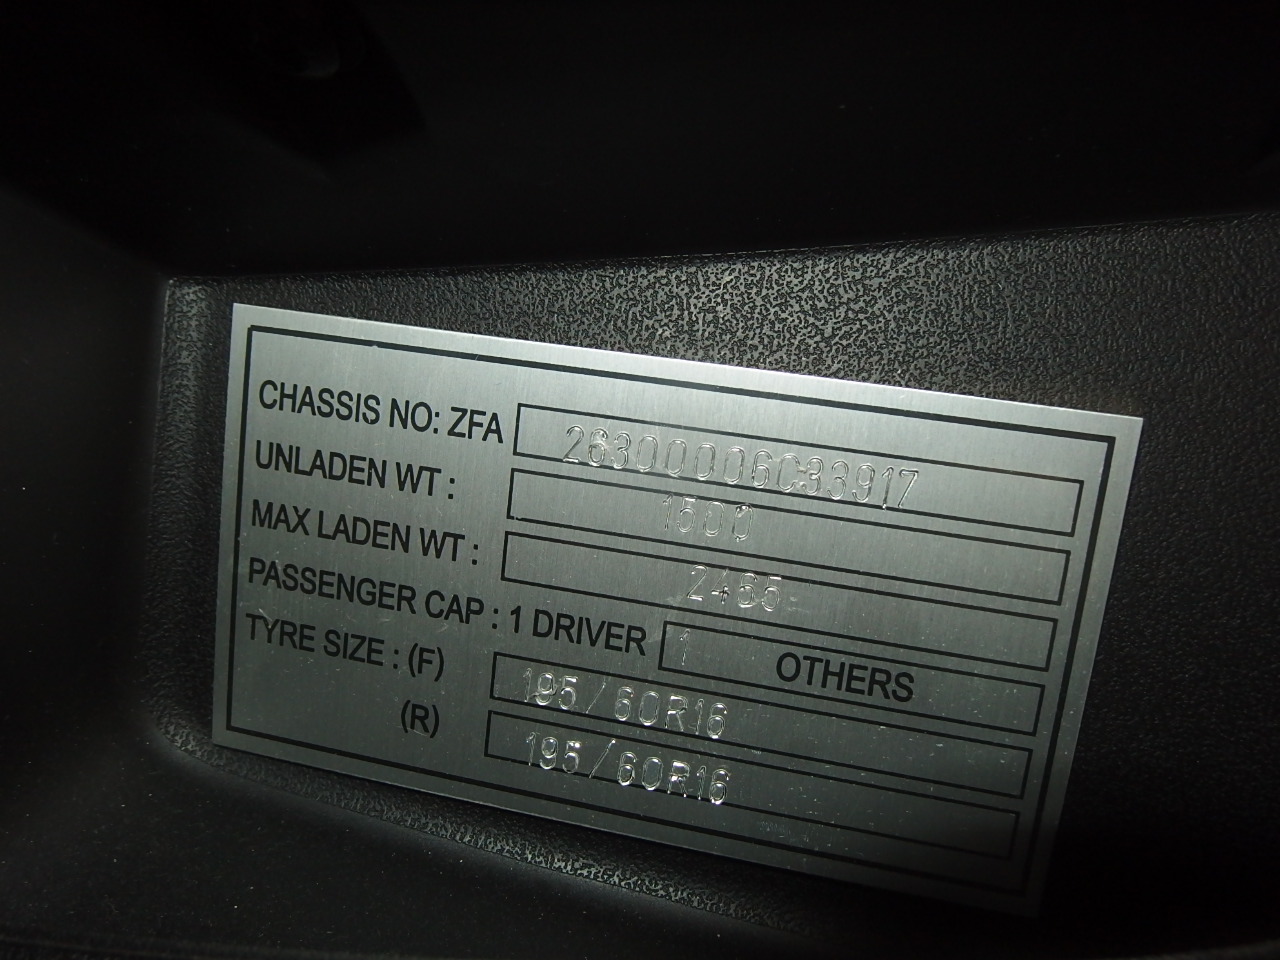 CHASSIS NO: ZFA 26300006C33917
UNLADEN WT : 1500
MAX LADEN WT : 2465
PASSENGER CAP : 1 DRIVER 1 OTHERS
TYRE SIZE : (F) 195/60R16
(R) 195/60R16